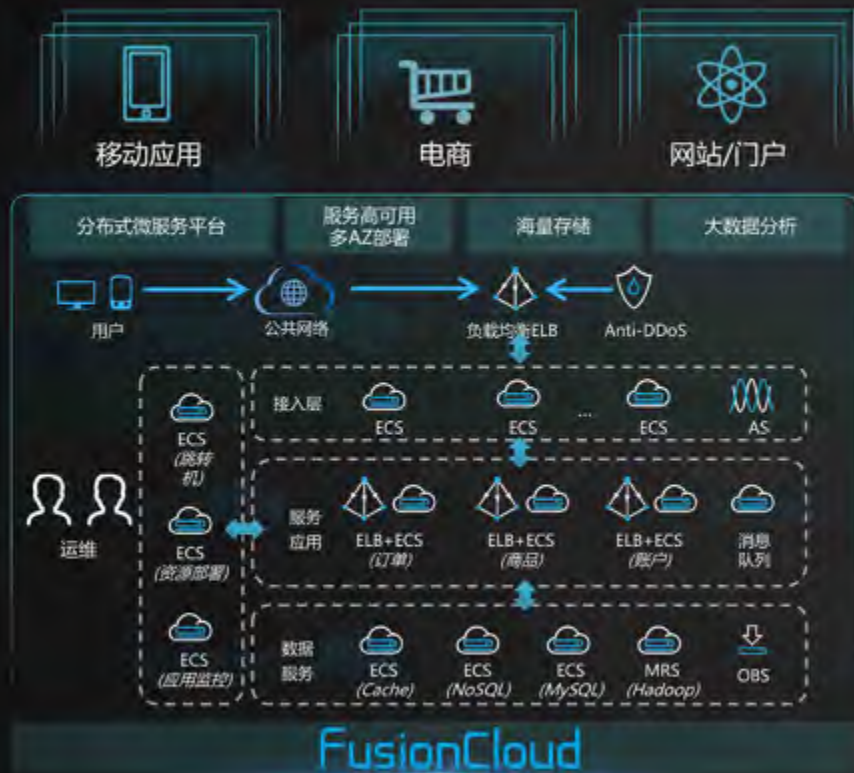 移动应用
电商
网站/门户
分布式微服务平台
服务高可用
多AZ部署
海量存储
大数据分析
用户
公共网络
负载均衡ELB
Anti-DDoS
接入层
ECS
ECS
...
ECS
AS
ECS
(跳转
机)
ECS
(资源部署)
ECS
(应用监控)
运维
服务
应用
ELB+ECS
(订单)
ELB+ECS
(商品)
ELB+ECS
(账户)
消息
队列
数据
服务
ECS
(Cache)
ECS
(NoSQL)
ECS
(MySQL)
MRS
(Hadoop)
OBS
FusionCloud